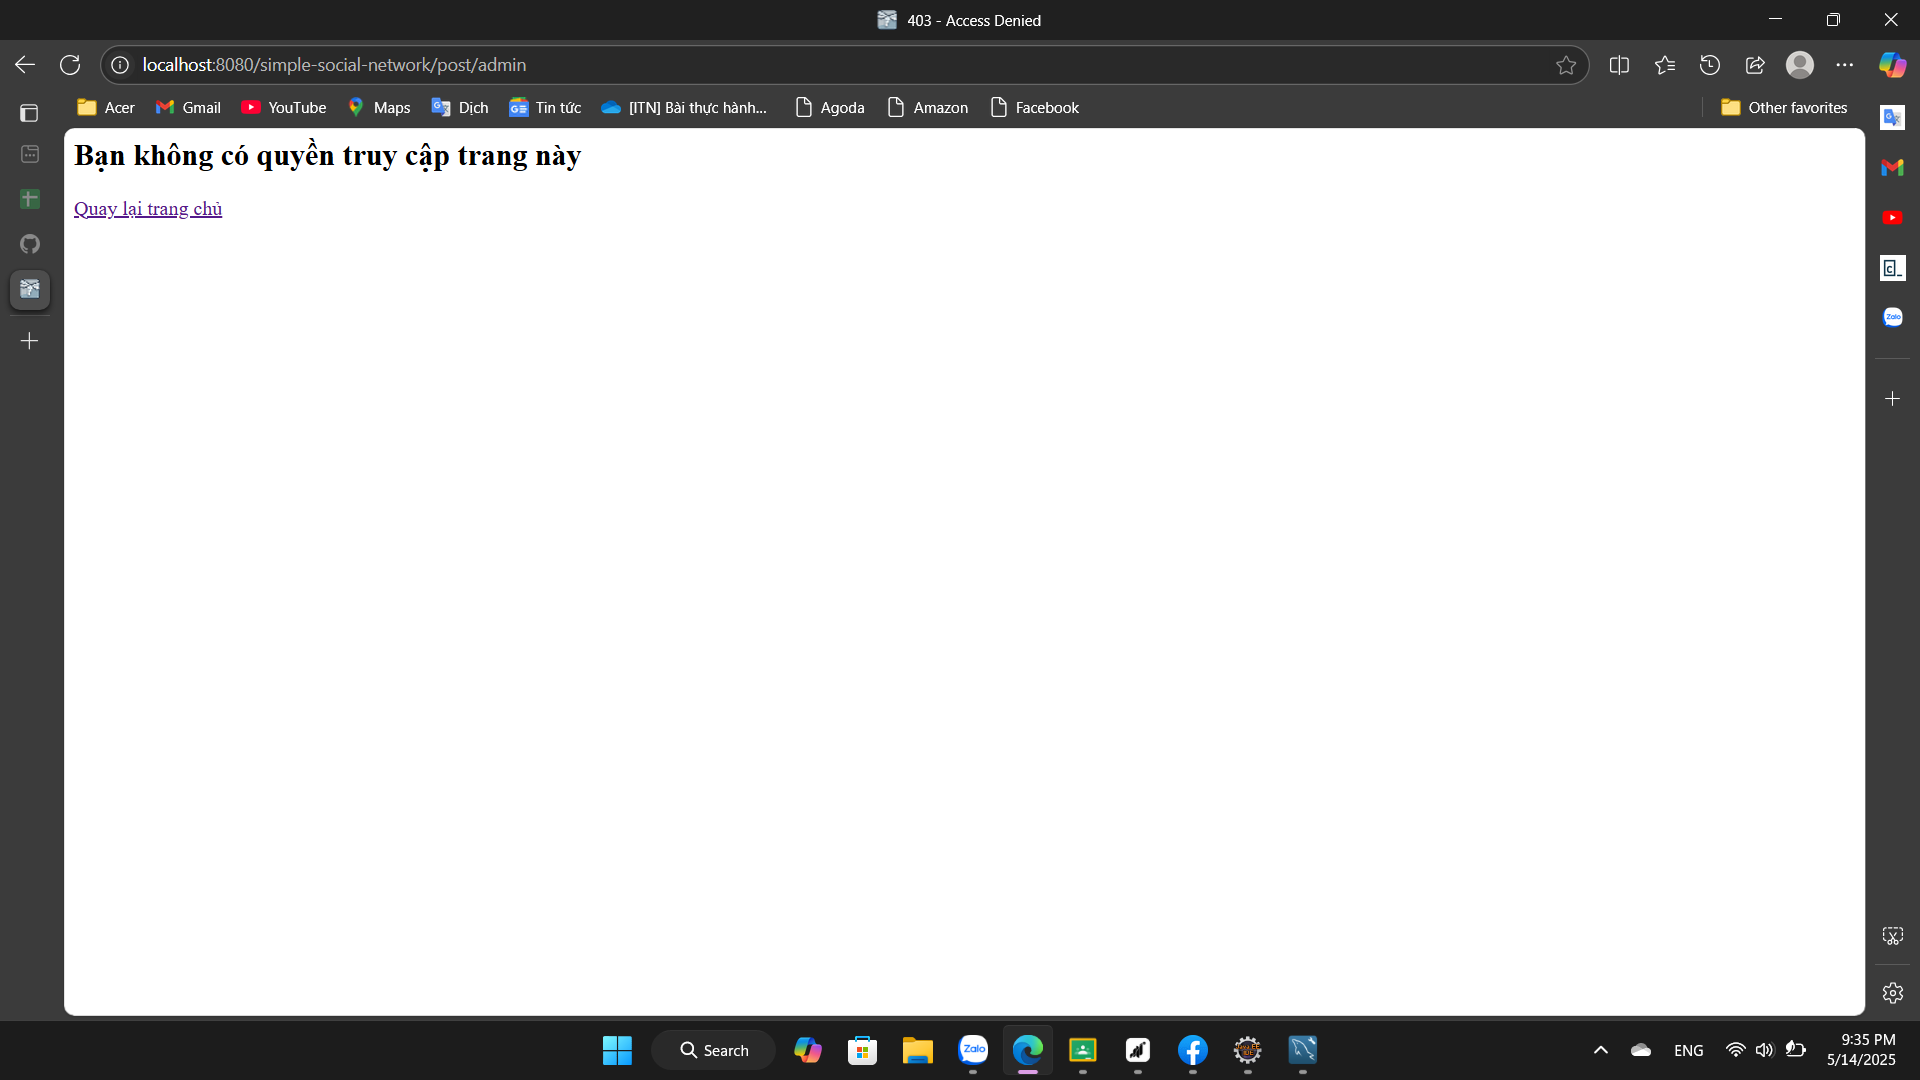 403 - Access Denied
localhost:8080/simple-social-network/post/admin
Acer
Gmail
YouTube
Maps
Dịch
Tin tức
[ITN] Bài thực hành...
Agoda
Amazon
Facebook
Other favorites
Bạn không có quyền truy cập trang này
Quay lại trang chủ
Search
Zalo
Zalo
ENG
9:35 PM
5/14/2025